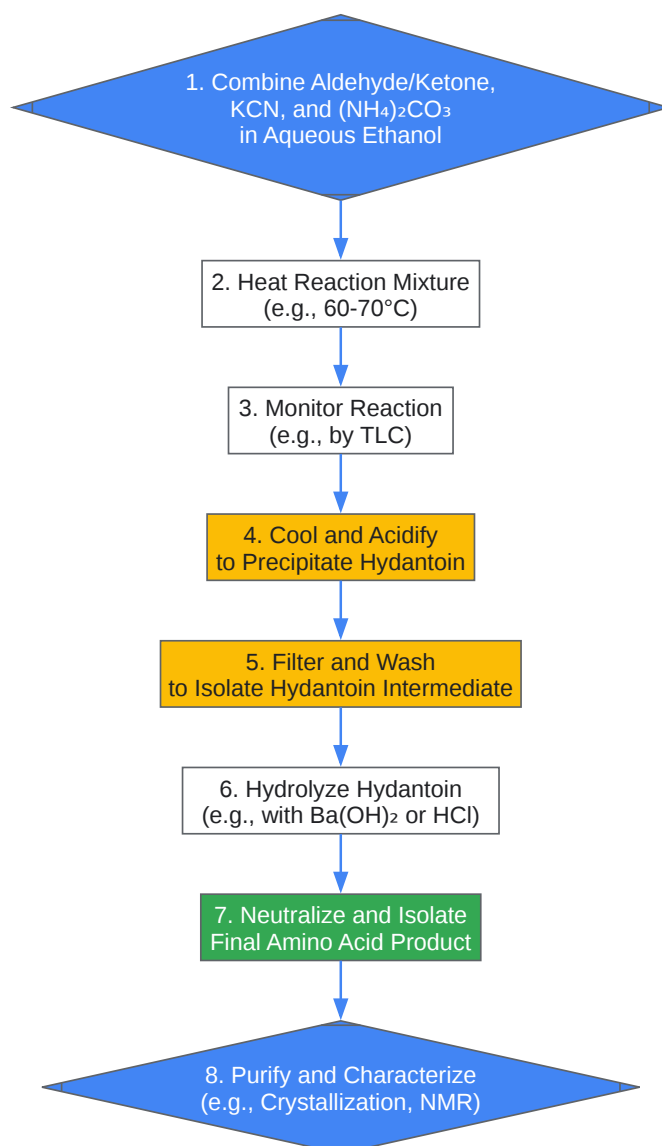 1. Combine Aldehyde/Ketone,
KCN, and (NH₄)₂CO₃
in Aqueous Ethanol
2. Heat Reaction Mixture
(e.g., 60-70°C)
3. Monitor Reaction
(e.g., by TLC)
4. Cool and Acidify
to Precipitate Hydantoin
5. Filter and Wash
to Isolate Hydantoin Intermediate
6. Hydrolyze Hydantoin
(e.g., with Ba(OH)₂ or HCl)
7. Neutralize and Isolate
Final Amino Acid Product
8. Purify and Characterize
(e.g., Crystallization, NMR)